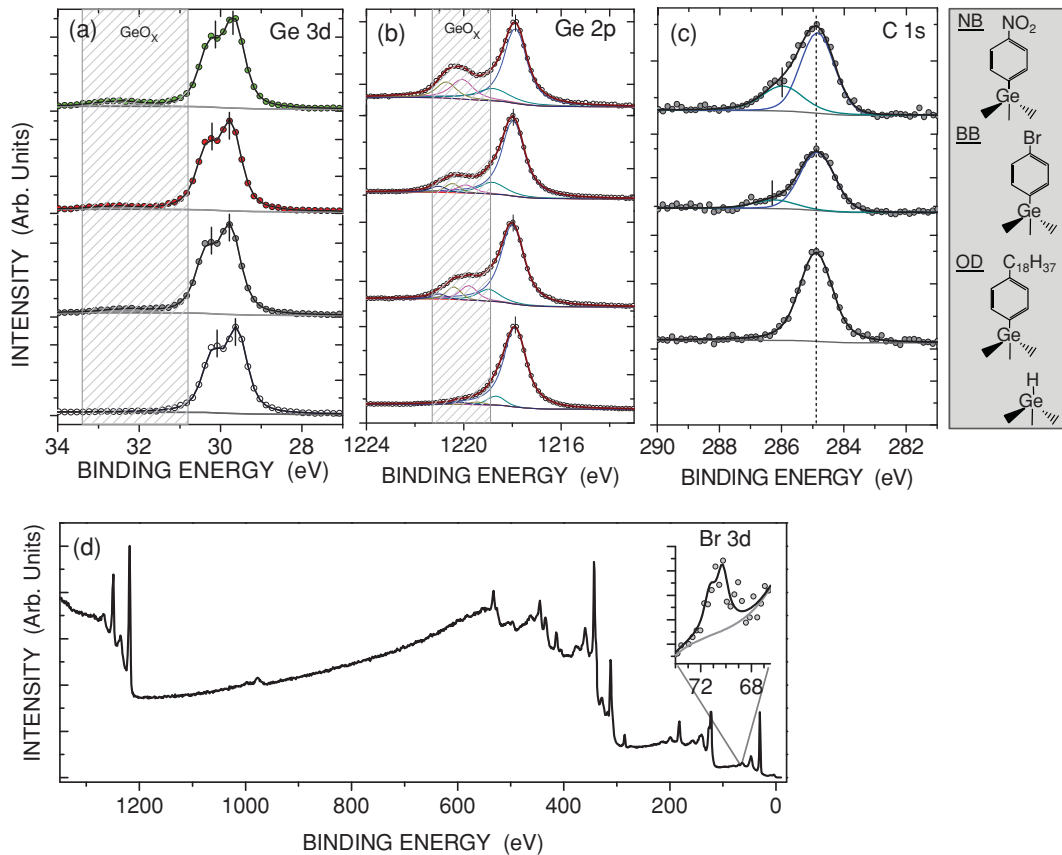 (a) GeOX Ge 3d
(b) GeOX Ge 2p
(c) C 1s
INTENSITY (Arb. Units)
34 32 30 28
BINDING ENERGY (eV)
1224 1220 1216 1212
BINDING ENERGY (eV)
290 288 286 284 282
BINDING ENERGY (eV)
NB NO2
Ge
BB Br
Ge
OD C18H37
Ge
H
Ge
(d)
Br 3d
72 68
INTENSITY (Arb. Units)
1200 1000 800 600 400 200 0
BINDING ENERGY (eV)